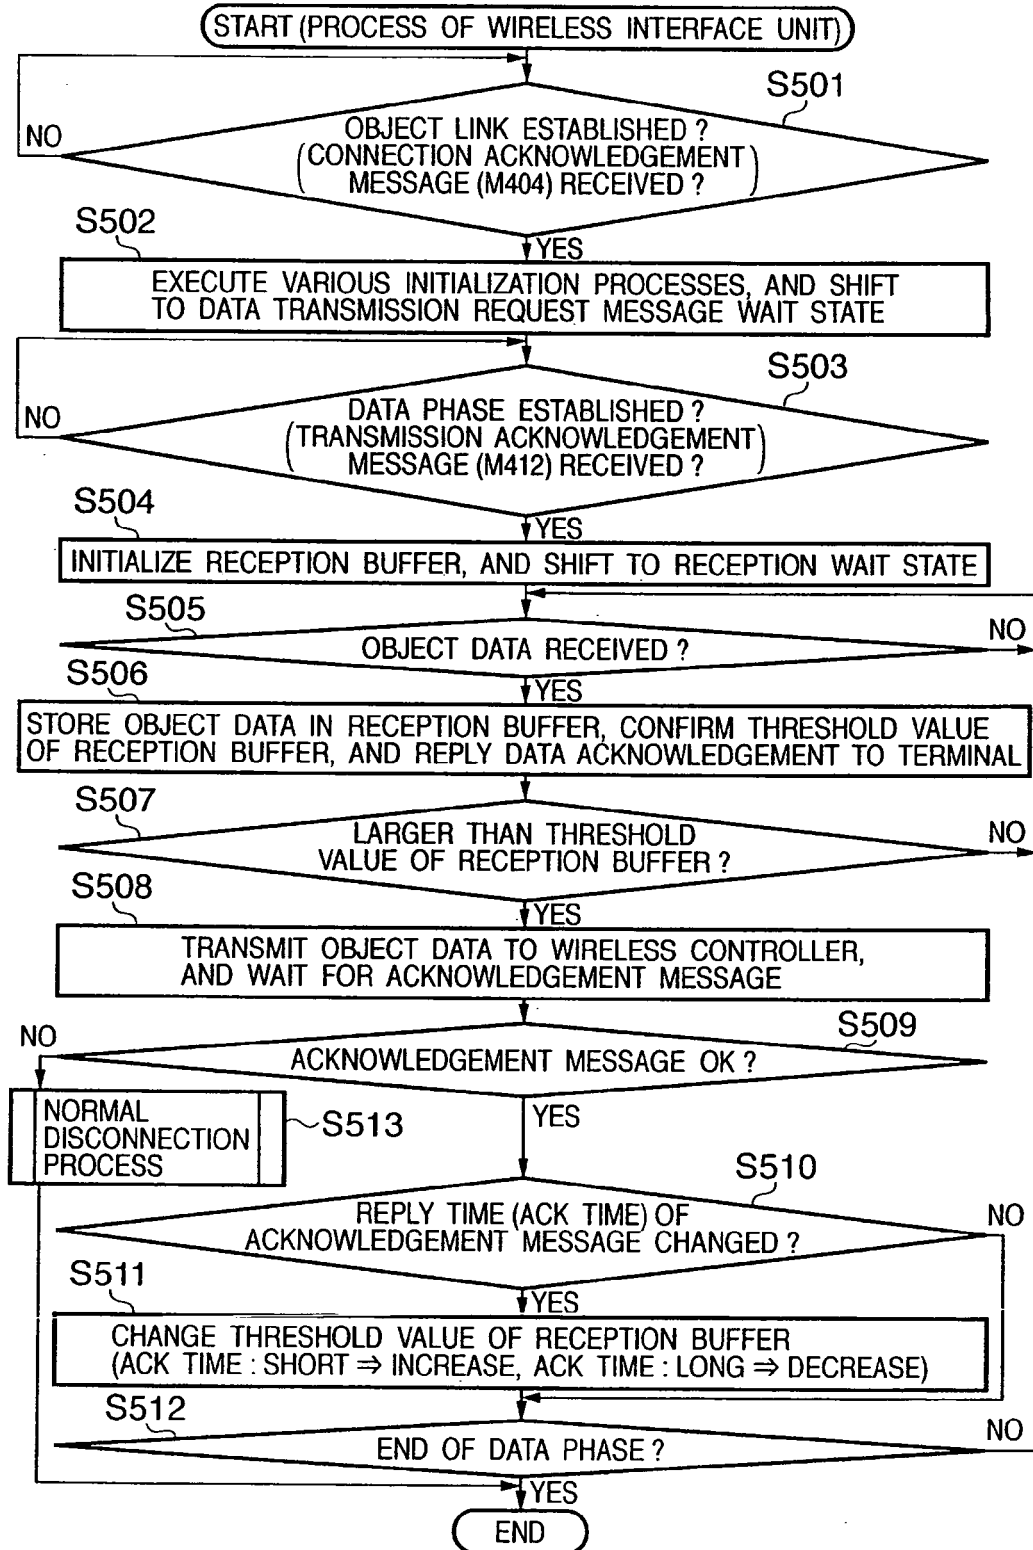 START (PROCESS OF WIRELESS INTERFACE UNIT)
S501
NO
OBJECT LINK ESTABLISHED ?
(CONNECTION ACKNOWLEDGEMENT
MESSAGE (M404) RECEIVED ?)
S502
YES
EXECUTE VARIOUS INITIALIZATION PROCESSES, AND SHIFT
TO DATA TRANSMISSION REQUEST MESSAGE WAIT STATE
S503
NO
DATA PHASE ESTABLISHED ?
(TRANSMISSION ACKNOWLEDGEMENT
MESSAGE (M412) RECEIVED ?)
S504
YES
INITIALIZE RECEPTION BUFFER, AND SHIFT TO RECEPTION WAIT STATE
S505
NO
OBJECT DATA RECEIVED ?
S506
YES
STORE OBJECT DATA IN RECEPTION BUFFER, CONFIRM THRESHOLD VALUE
OF RECEPTION BUFFER, AND REPLY DATA ACKNOWLEDGEMENT TO TERMINAL
S507
LARGER THAN THRESHOLD
VALUE OF RECEPTION BUFFER ?
NO
S508
YES
TRANSMIT OBJECT DATA TO WIRELESS CONTROLLER,
AND WAIT FOR ACKNOWLEDGEMENT MESSAGE
S509
NO
ACKNOWLEDGEMENT MESSAGE OK ?
YES
NORMAL
DISCONNECTION
PROCESS
S513
S510
REPLY TIME (ACK TIME) OF
ACKNOWLEDGEMENT MESSAGE CHANGED ?
NO
S511
YES
CHANGE THRESHOLD VALUE OF RECEPTION BUFFER
(ACK TIME : SHORT ⇒ INCREASE, ACK TIME : LONG ⇒ DECREASE)
S512
END OF DATA PHASE ?
NO
YES
END